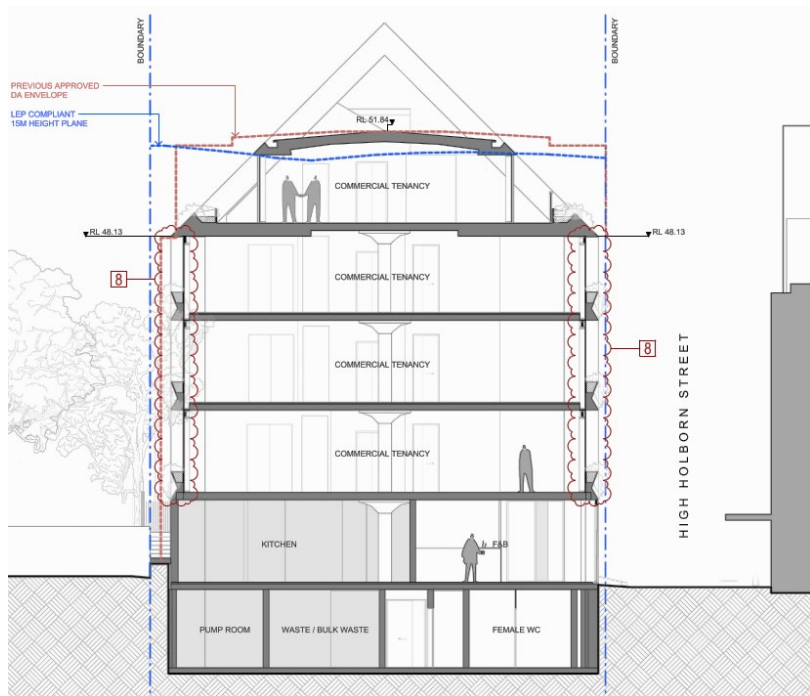 BOUNDARY
BOUNDARY
PREVIOUS APPROVED
DA ENVELOPE
LEP COMPLIANT
15M HEIGHT PLANE
RL 51.84
COMMERCIAL TENANCY
RL 48.13
RL 48.13
8
COMMERCIAL TENANCY
8
COMMERCIAL TENANCY
HIGH HOLBORN STREET
COMMERCIAL TENANCY
KITCHEN
F&B
PUMP ROOM
WASTE / BULK WASTE
FEMALE WC